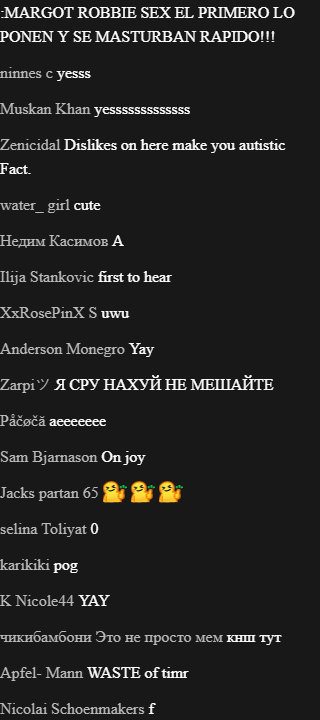 :MARGOT ROBBIE SEX EL PRIMERO LO
PONEN Y SE MASTURBAN RAPIDO!!!
ninnes c yesss
Muskan Khan yesssssssssssss
Zenicidal Dislikes on here make you autistic
Fact.
water_ girl cute
Недим Касимов А
Ilija Stankovic first to hear
XxRosePinX S uwu
Anderson Monegro Yay
Zarpiツ Я СРУ НАХУЙ НЕ МЕШАЙТЕ
Påčøčă aeeeeeee
Sam Bjarnason On joy
Jacks partan 65
selina Toliyat 0
karikiki pog
K Nicole44 YAY
чикибамбони Это не просто мем кнш тут
Apfel- Mann WASTE of timr
Nicolai Schoenmakers f